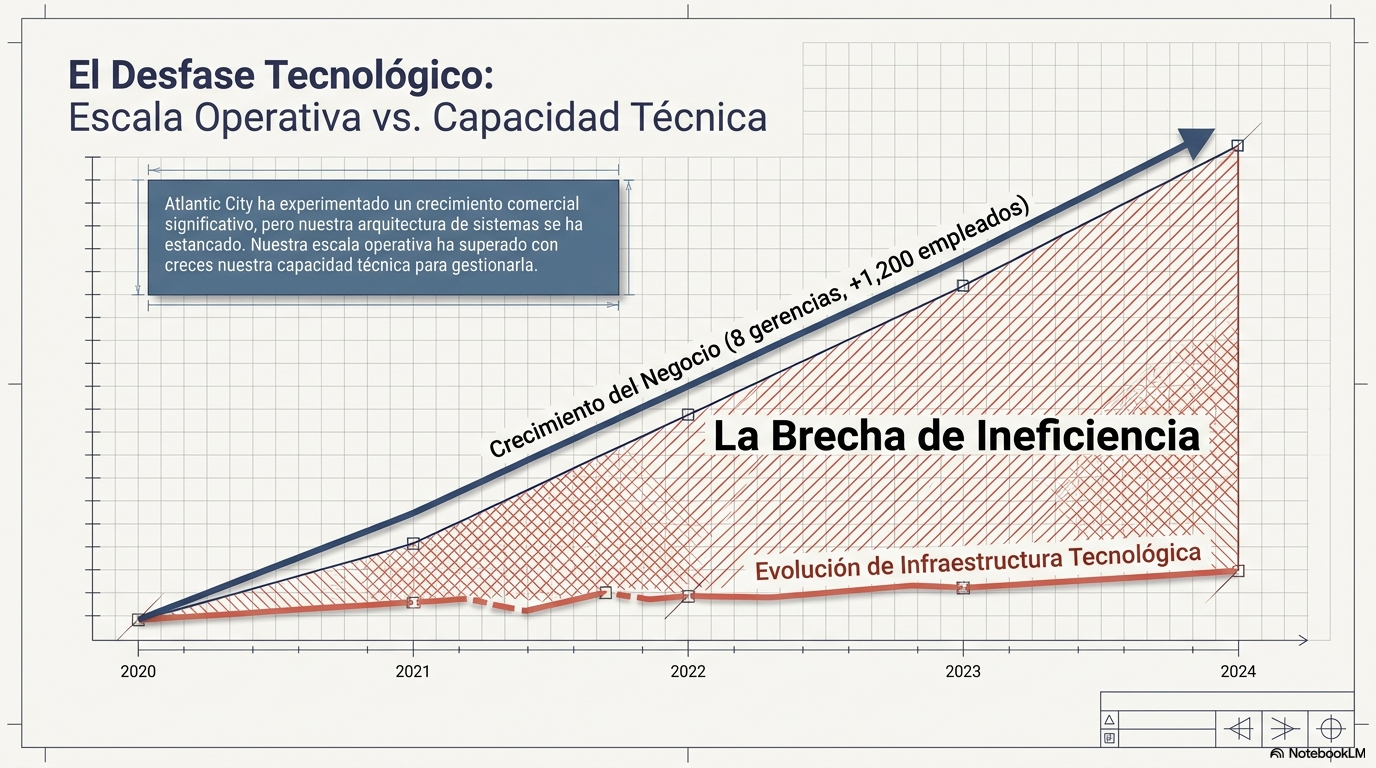 El Desfase Tecnológico:
Escala Operativa vs. Capacidad Técnica
Atlantic City ha experimentado un crecimiento comercial
significativo, pero nuestra arquitectura de sistemas se ha
estancado. Nuestra escala operativa ha superado con
creces nuestra capacidad técnica para gestionarla.
Crecimiento del Negocio (8 gerencias, +1,200 empleados)
La Brecha de Ineficiencia
Evolución de Infraestructura Tecnológica
2020 2021 2022 2023 2024
NotebookLM